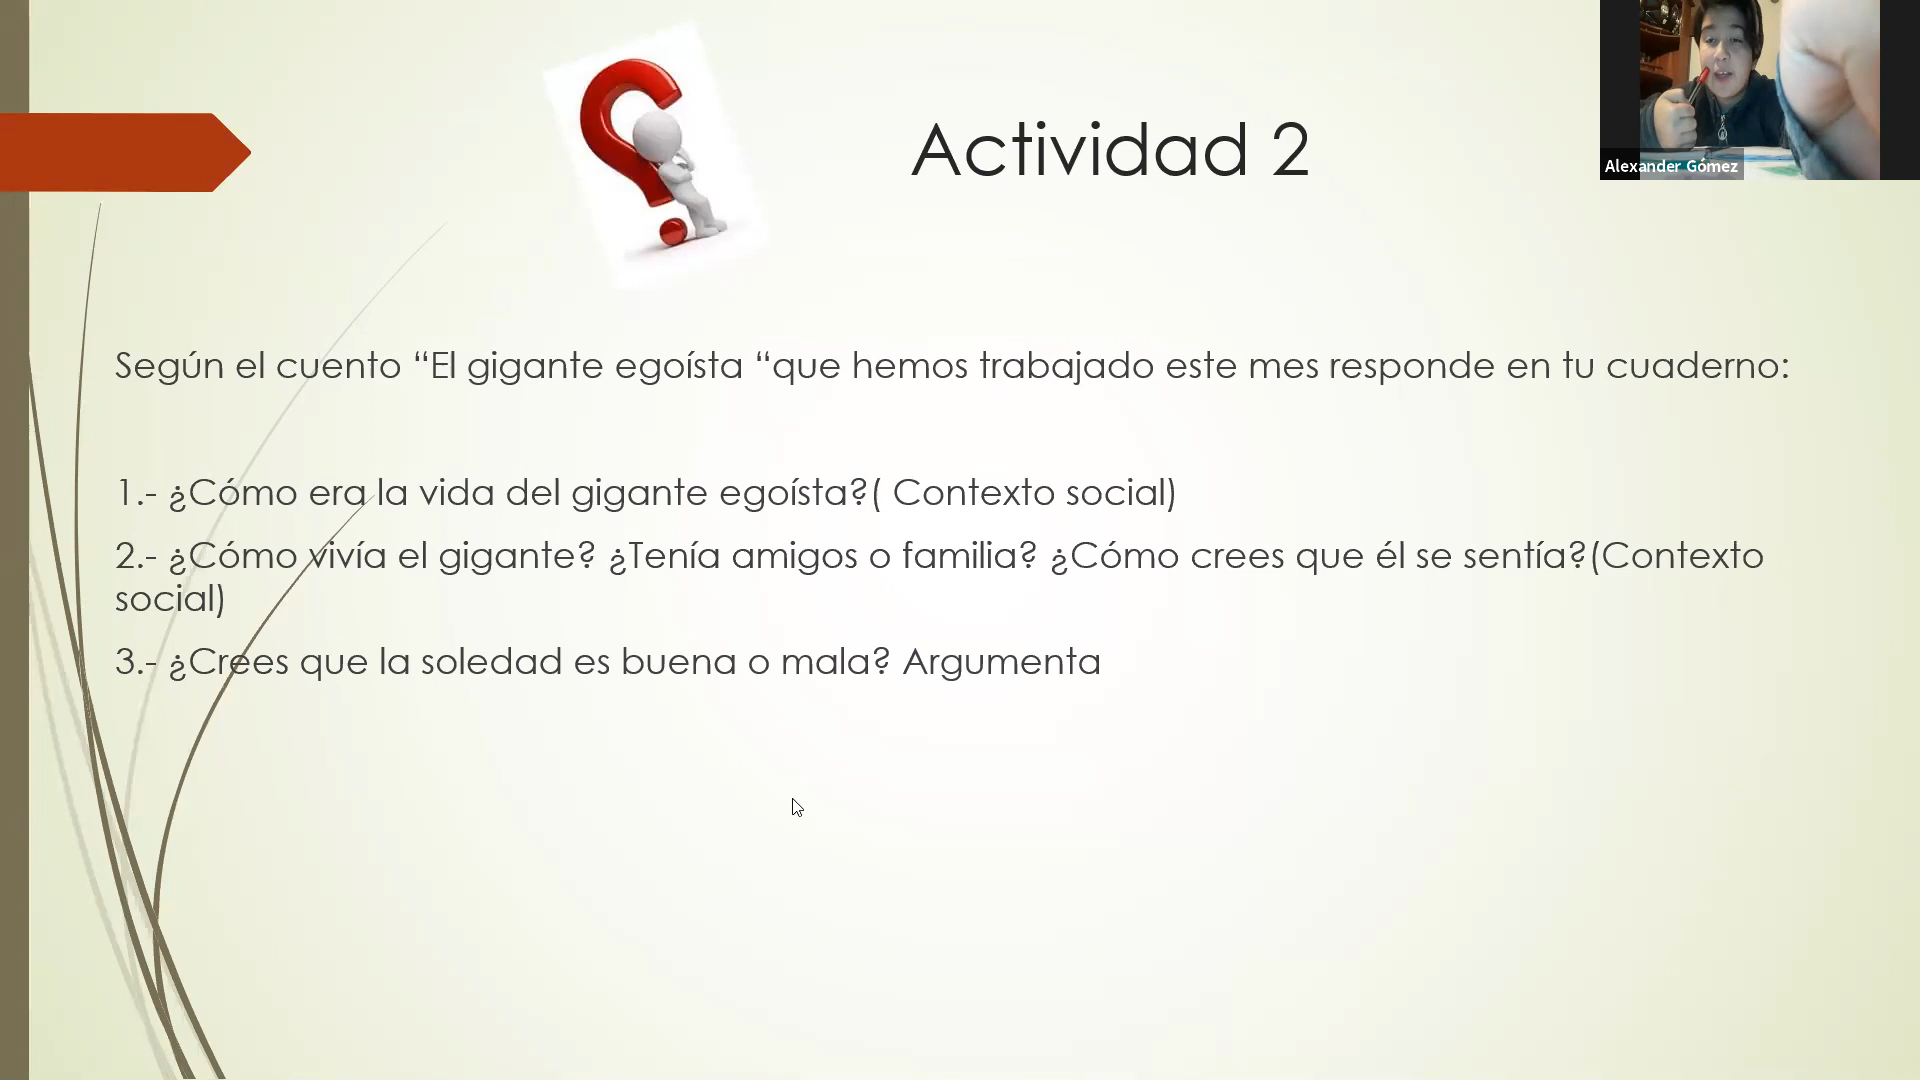 Actividad 2
Alexander Gómez
Según el cuento “El gigante egoísta “que hemos trabajado este mes responde en tu cuaderno:
1.- ¿Cómo era la vida del gigante egoísta?( Contexto social)
2.- ¿Cómo vivía el gigante? ¿Tenía amigos o familia? ¿Cómo crees que él se sentía?(Contexto
social)
3.- ¿Crees que la soledad es buena o mala? Argumenta